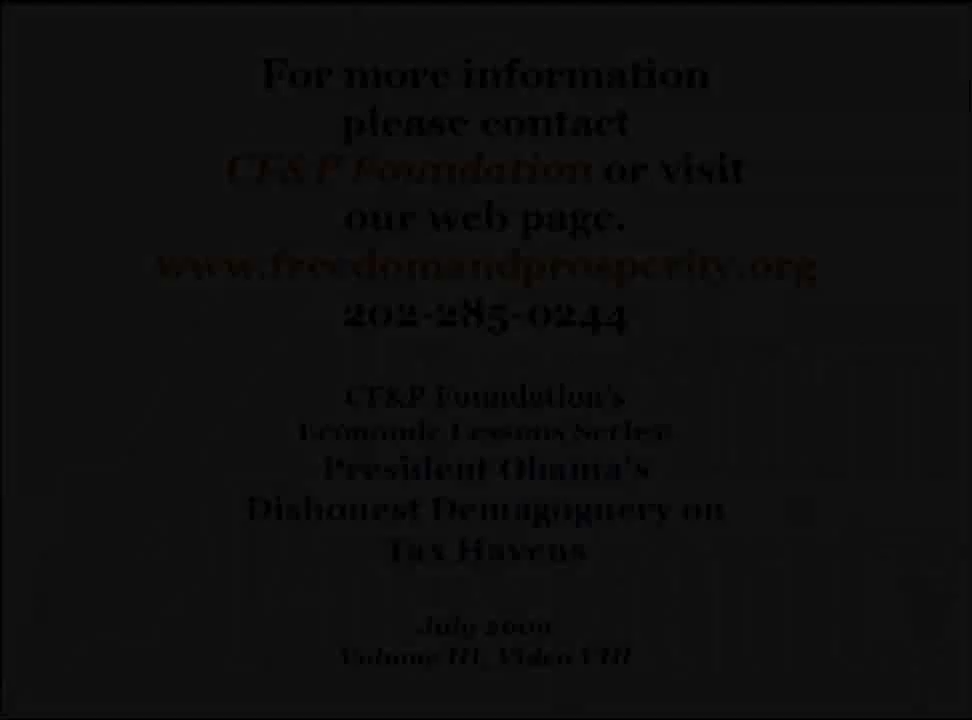 For more information
please contact
CF&P Foundation or visit
our web page.
www.freedomandprosperity.org
202-285-0244
CF&P Foundation's
Economic Lessons Series:
President Obama's
Dishonest Demagoguery on
Tax Havens
July 2009
Volume III, Video VIII